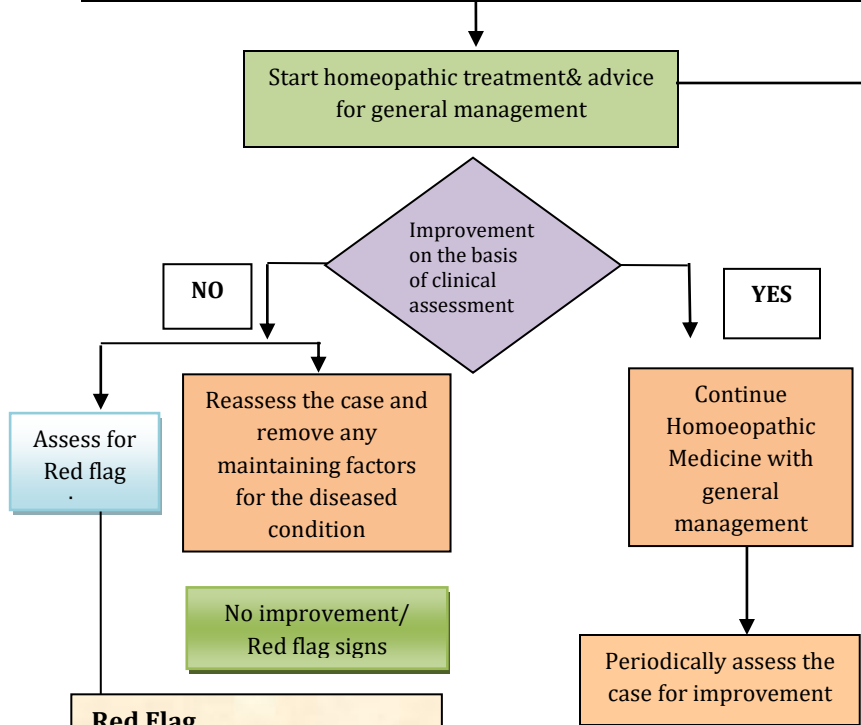 Start homeopathic treatment& advice
for general management
Improvement
on the basis
of clinical
assessment
NO
YES
Assess for
Red flag
Reassess the case and
remove any
maintaining factors
for the diseased
condition
Continue
Homoeopathic
Medicine with
general
management
No improvement/
Red flag signs
Periodically assess the
case for improvement
Red Flag